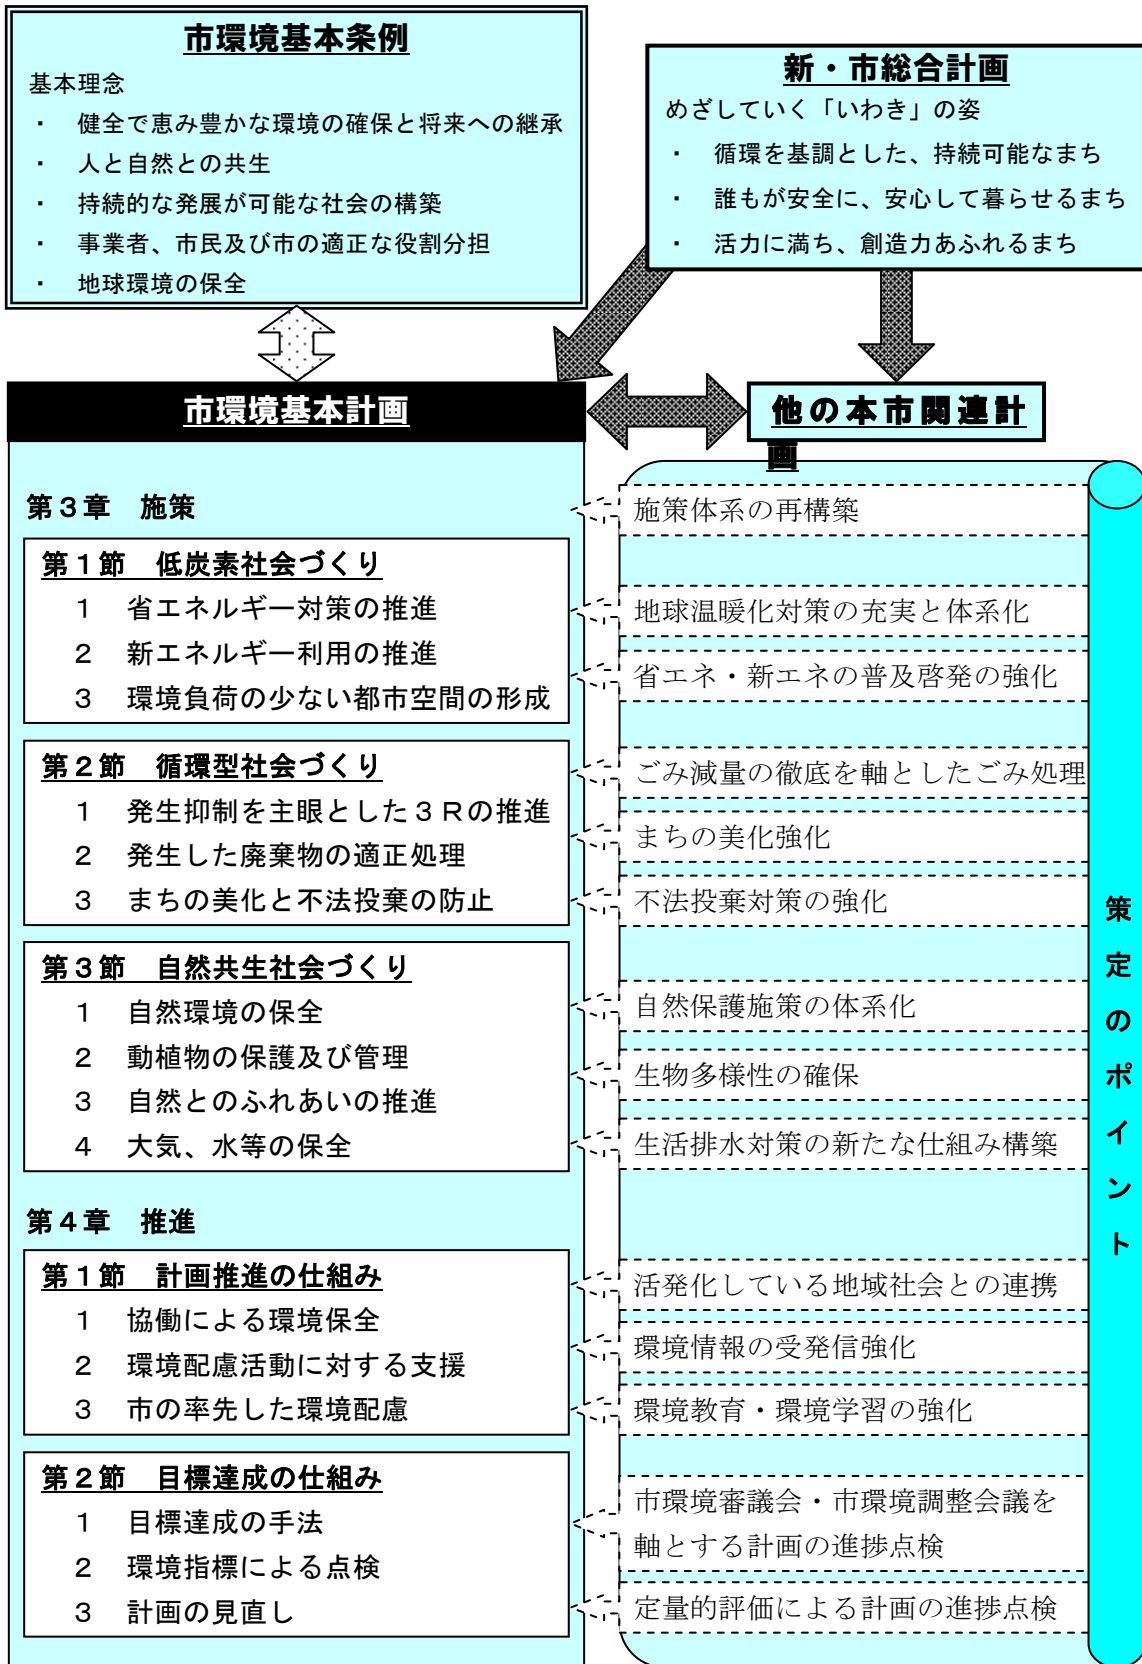 市環境基本条例
基本理念
・　健全で恵み豊かな環境の確保と将来への継承
・　人と自然との共生
・　持続的な発展が可能な社会の構築
・　事業者、市民及び市の適正な役割分担
・　地球環境の保全
新・市総合計画
めざしていく「いわき」の姿
・　循環を基調とした、持続可能なまち
・　誰もが安全に、安心して暮らせるまち
・　活力に満ち、創造力あふれるまち
市環境基本計画
他の本市関連計
画
第３章　施策
第１節　低炭素社会づくり
１　省エネルギー対策の推進
２　新エネルギー利用の推進
３　環境負荷の少ない都市空間の形成
第２節　循環型社会づくり
１　発生抑制を主眼とした３Ｒの推進
２　発生した廃棄物の適正処理
３　まちの美化と不法投棄の防止
第３節　自然共生社会づくり
１　自然環境の保全
２　動植物の保護及び管理
３　自然とのふれあいの推進
４　大気、水等の保全
第４章　推進
第１節　計画推進の仕組み
１　協働による環境保全
２　環境配慮活動に対する支援
３　市の率先した環境配慮
第２節　目標達成の仕組み
１　目標達成の手法
２　環境指標による点検
３　計画の見直し
施策体系の再構築
地球温暖化対策の充実と体系化
省エネ・新エネの普及啓発の強化
ごみ減量の徹底を軸としたごみ処理
まちの美化強化
不法投棄対策の強化
自然保護施策の体系化
生物多様性の確保
生活排水対策の新たな仕組み構築
活発化している地域社会との連携
環境情報の受発信強化
環境教育・環境学習の強化
市環境審議会・市環境調整会議を
軸とする計画の進捗点検
定量的評価による計画の進捗点検
策定のポイント